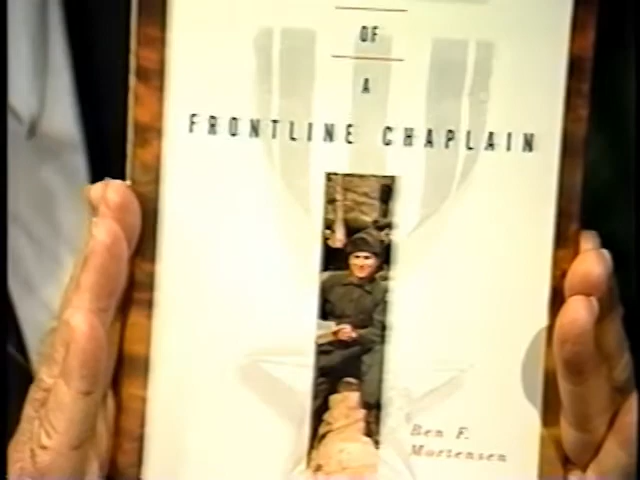 OF
A
FRONTLINE CHAPLAIN
Ben F.
Mortensen